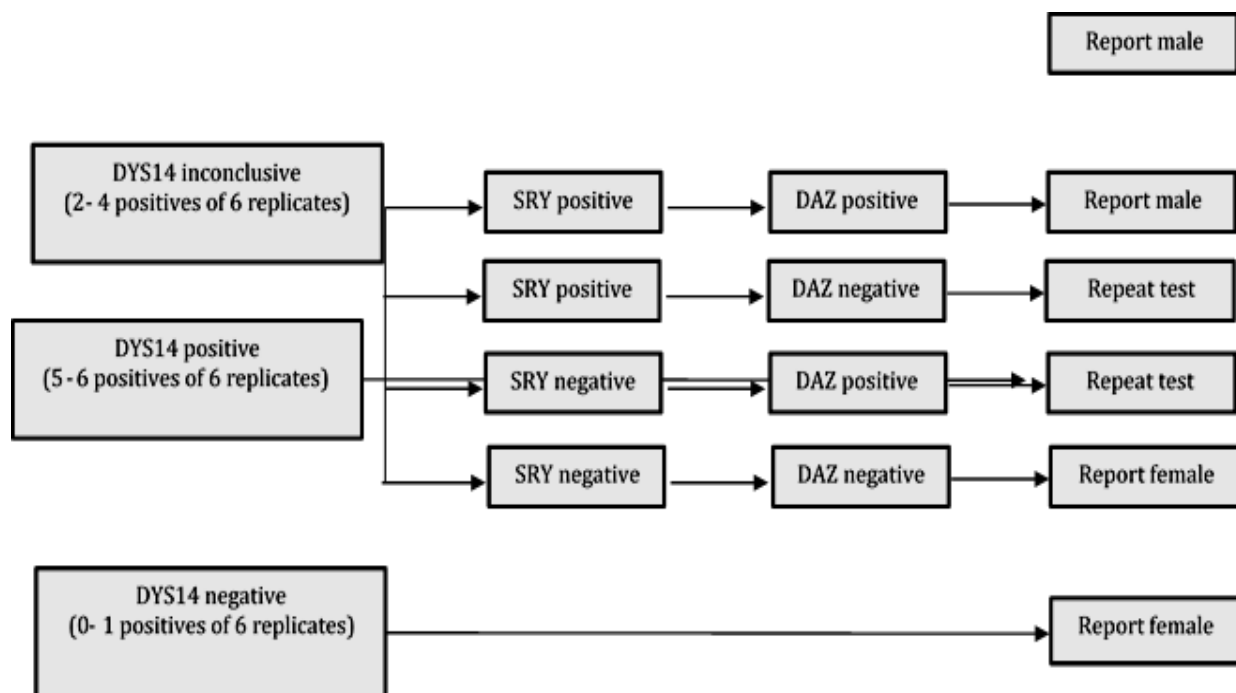 Report male
DYS14 inconclusive
(2- 4 positives of 6 replicates)
SRY positive
DAZ positive
Report male
SRY positive
DAZ negative
Repeat test
DYS14 positive
(5 - 6 positives of 6 replicates)
SRY negative
DAZ positive
Repeat test
SRY negative
DAZ negative
Report female
DYS14 negative
(0- 1 positives of 6 replicates)
Report female